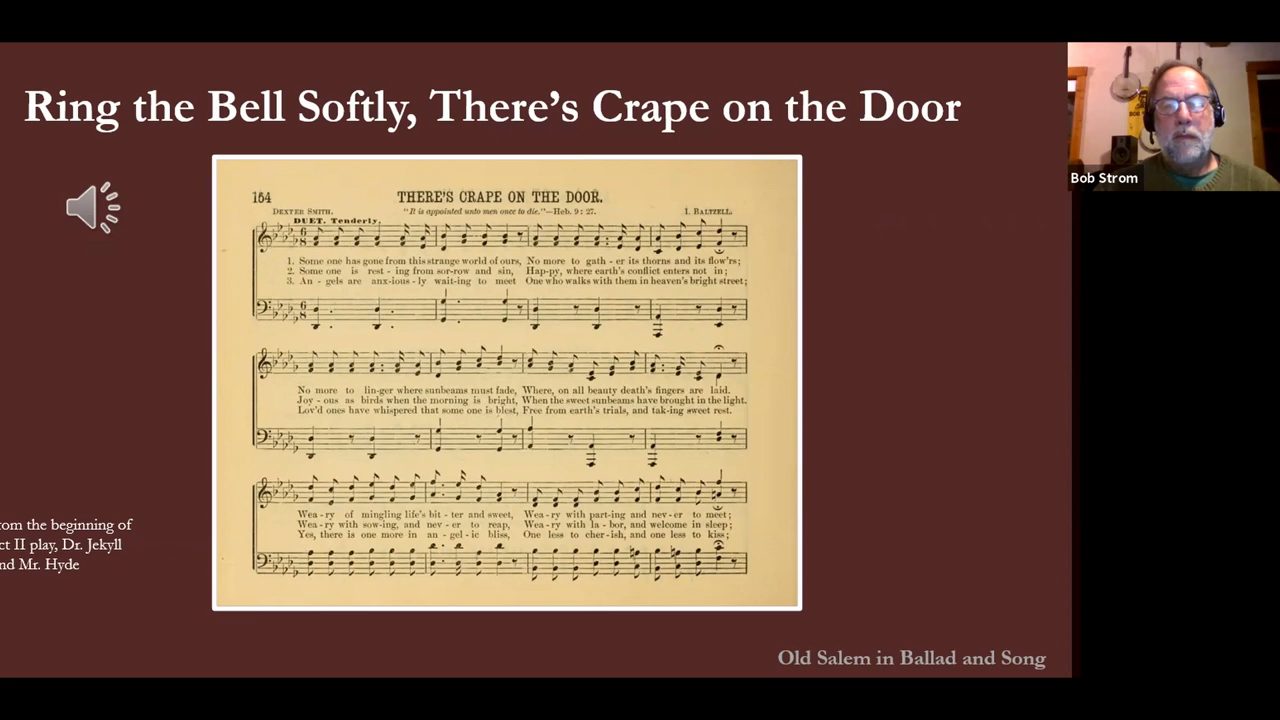 Ring the Bell Softly, There's Crape on the Door
Bob Strom
154
THERE'S CRAPE ON THE DOOR.
DEXTER SMITH.
"It is appointed unto men once to die."—Heb. 9: 27.
I. BALTZELL.
DUET. Tenderly.
1. Some one has gone from this strange world of ours, No more to gath - er its thorns and its flow'rs;
2. Some one is rest - ing from sor-row and sin, Hap-py, where earth's conflict enters not in;
3. An - gels are anx-ious-ly wait-ing to meet One who walks with them in heaven's bright street;
No more to lin-ger where sunbeams must fade, Where, on all beauty death's fingers are laid.
Joy - ous as birds when the morning is bright, When the sweet sunbeams have brought in the light.
Lov'd ones have whispered that some one is blest, Free from earth's trials, and tak-ing sweet rest.
Wea-ry of mingling life's bit - ter and sweet, Wea-ry with part-ing and nev-er to meet;
Wea-ry with sow-ing, and nev-er to reap, Wea-ry with la-bor, and welcome in sleep;
Yes, there is one more in an-gel-ic bliss, One less to cher-ish, and one less to kiss;
rom the beginning of
ct II play, Dr. Jekyll
nd Mr. Hyde
Old Salem in Ballad and Song